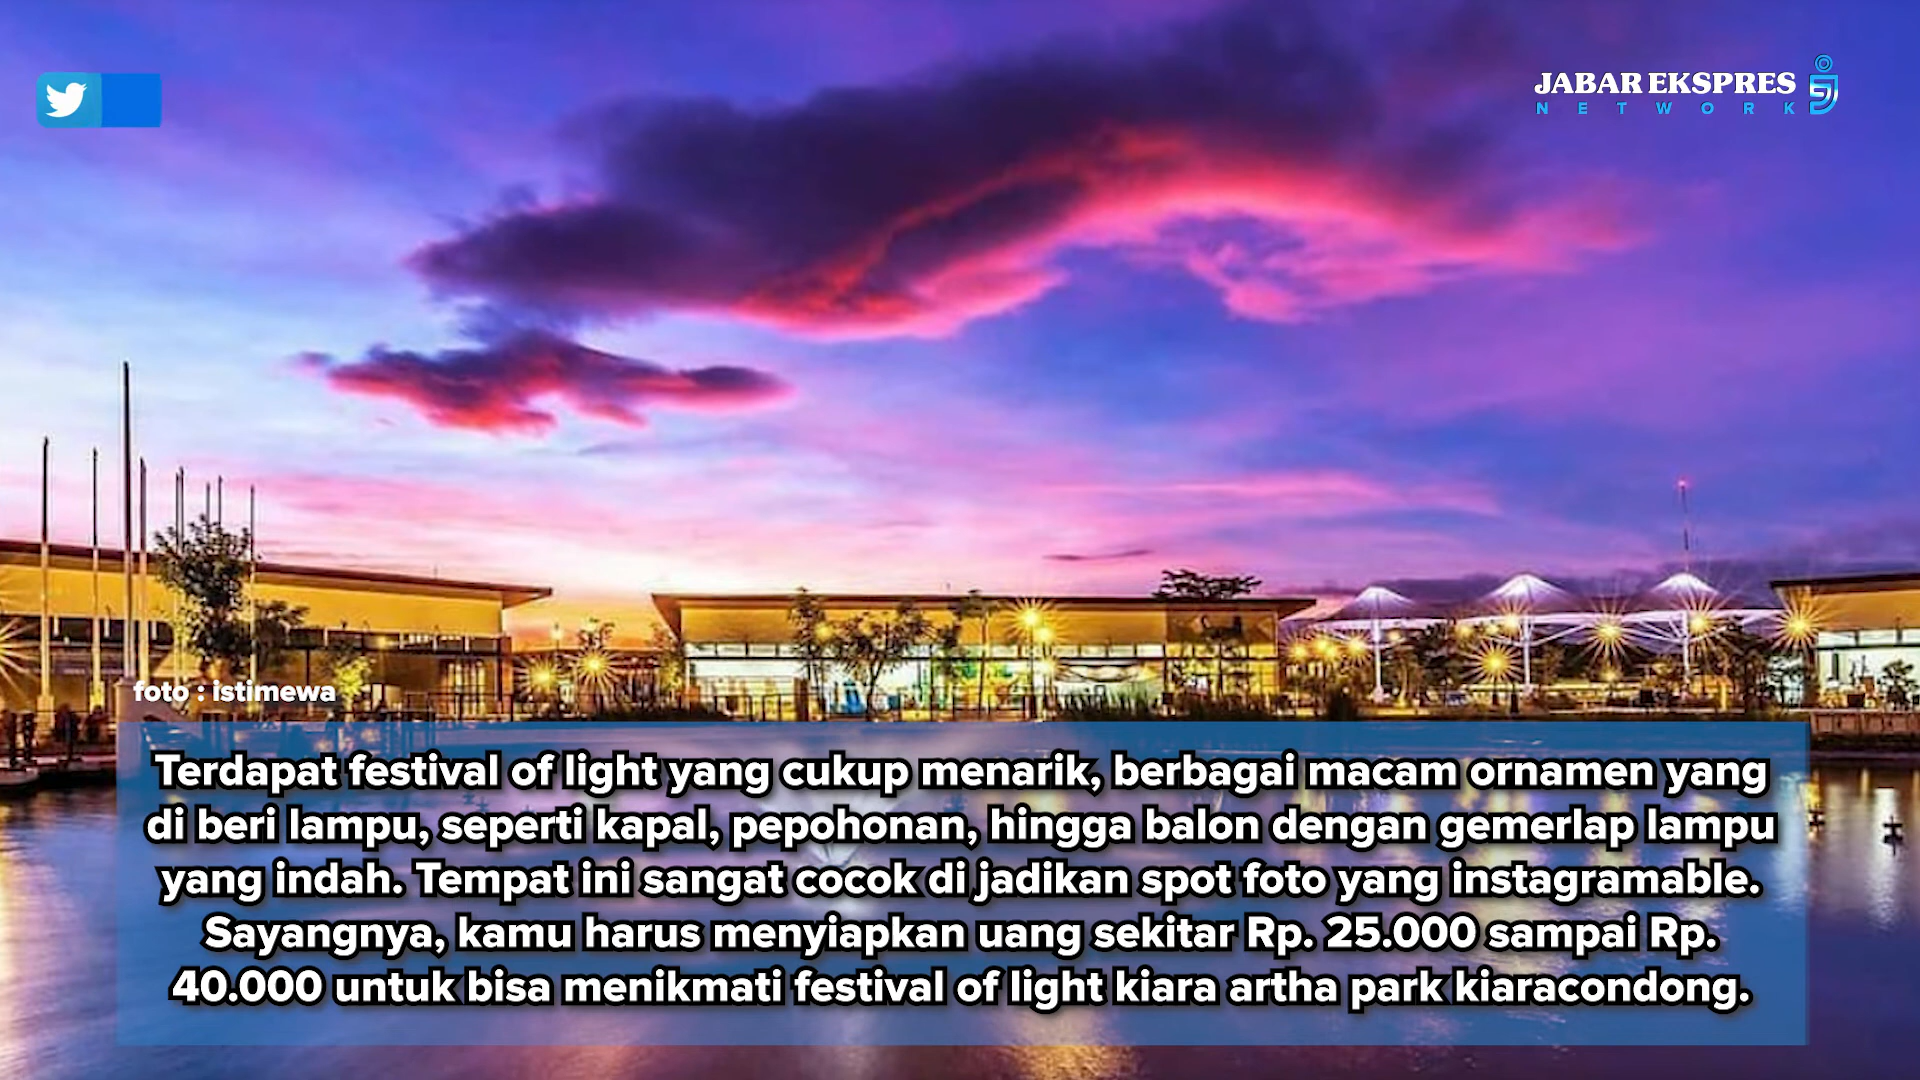 JABAR EKSPRES
NETWORK
foto : istimewa
Terdapat festival of light yang cukup menarik, berbagai macam ornamen yang
di beri lampu, seperti kapal, pepohonan, hingga balon dengan gemerlap lampu
yang indah. Tempat ini sangat cocok di jadikan spot foto yang instagramable.
Sayangnya, kamu harus menyiapkan uang sekitar Rp. 25.000 sampai Rp.
40.000 untuk bisa menikmati festival of light kiara artha park kiaracondong.